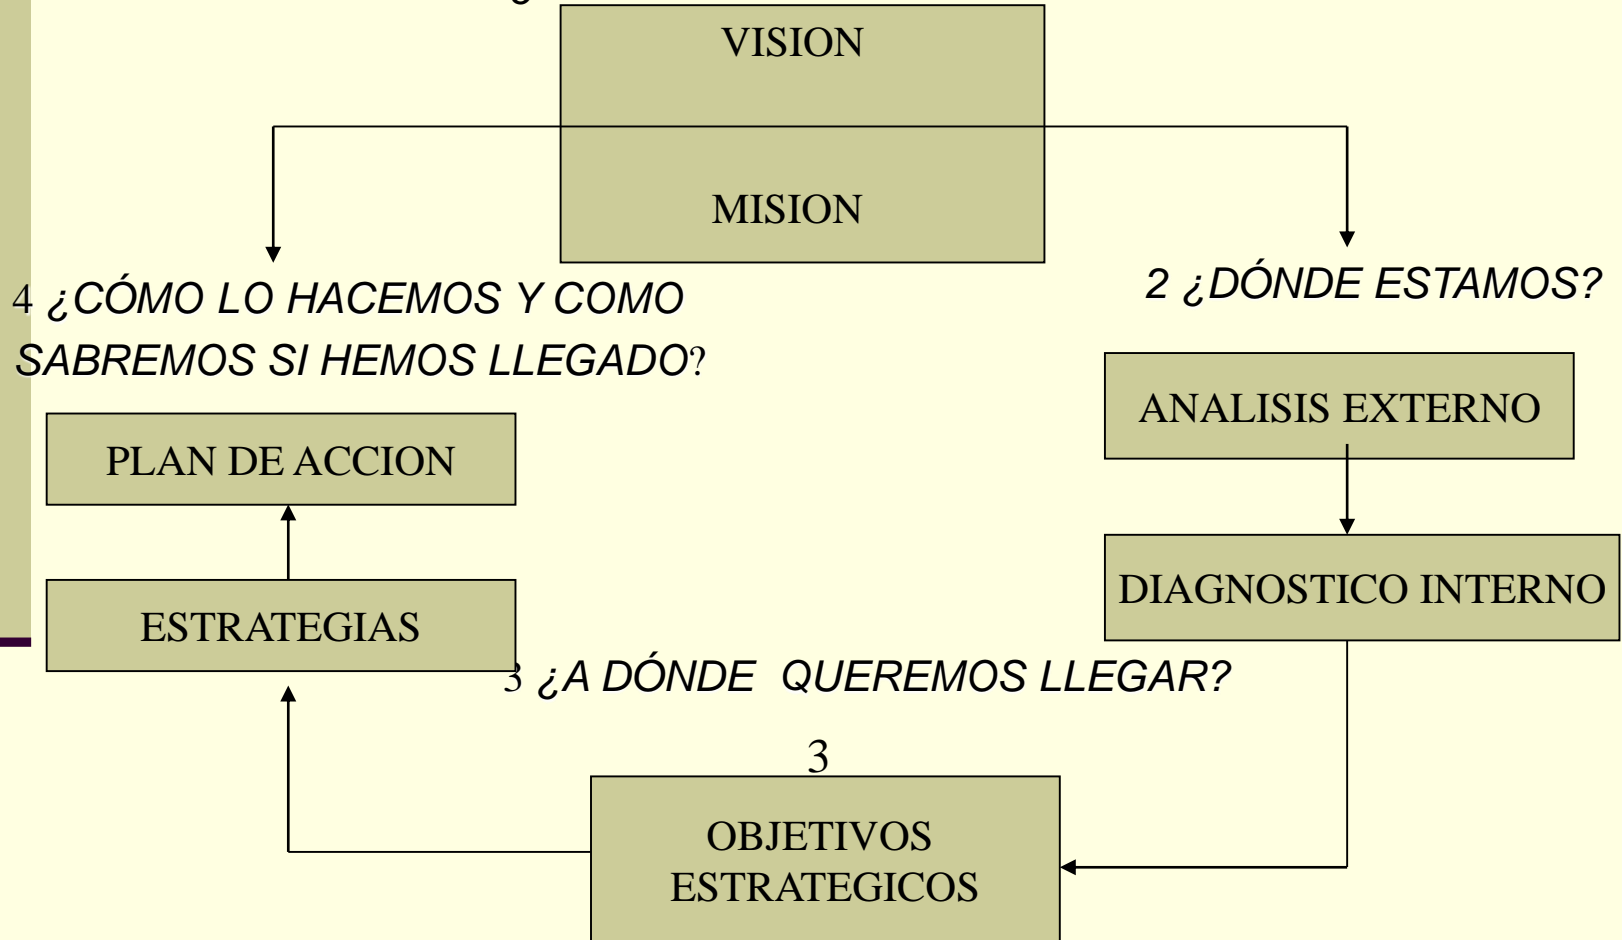 VISION
MISION
2 ¿DÓNDE ESTAMOS?
4 ¿CÓMO LO HACEMOS Y COMO
SABREMOS SI HEMOS LLEGADO?
ANALISIS EXTERNO
PLAN DE ACCION
DIAGNOSTICO INTERNO
ESTRATEGIAS
3 ¿A DÓNDE QUEREMOS LLEGAR?
3
OBJETIVOS
ESTRATEGICOS